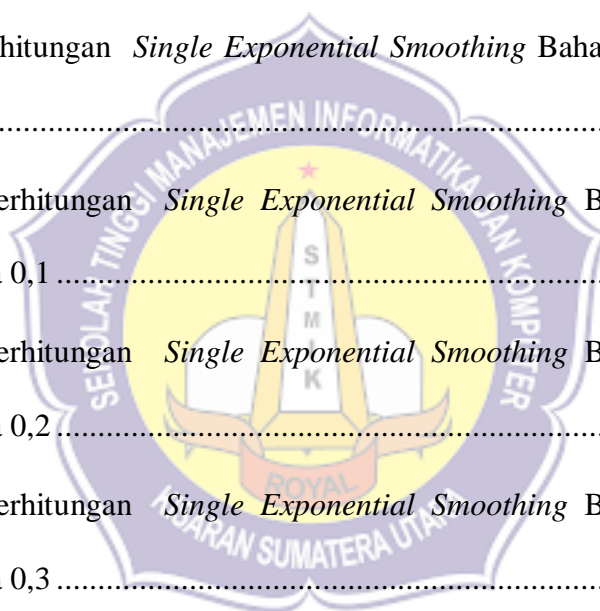 rhitungan Single Exponential Smoothing Baha
................................................................
erhitungan Single Exponential Smoothing B
a 0,1 ................................................................
erhitungan Single Exponential Smoothing B
a 0,2 ................................................................
erhitungan Single Exponential Smoothing B
a 0,3 ................................................................
SEKOLAH TINGGI MANAJEMEN INFORMATIKA DAN KOMPUTER
STMIK
ROYAL
KISARAN SUMATERA UTARA